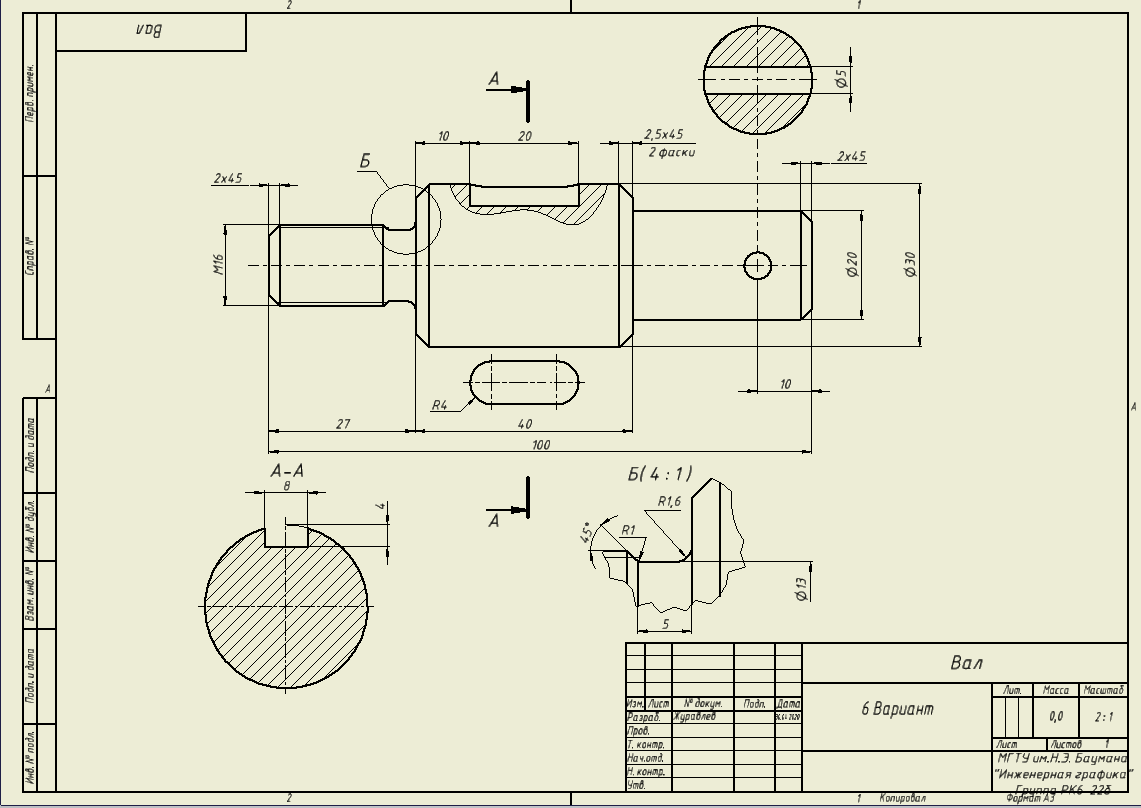 2
1
Вал
Перв. примен.
Справ. №
А
Б
10
20
2,5x45
2 фаски
⌀5
2x45
2x45
M16
⌀20
⌀30
А
А
R4
10
27
40
100
А-А
8
4
А
Б( 4 : 1 )
R1,6
R1
45°
⌀13
5
Подп. и дата
Инв. № дубл.
Взам. инв. №
Подп. и дата
Инв. № подл.
Вал
Лит. Масса Масштаб
6 Вариант
0,0
2:1
Изм. Лист № докум. Подп. Дата
Разраб. Журавлев
Пров.
Т. контр.
Нач.отд.
Н. контр.
Утв.
Лист
Листов 1
МГТУ им.Н.Э. Баумана
"Инженерная графика"
Группа РК6-22б
2
1
Копировал
Формат А3